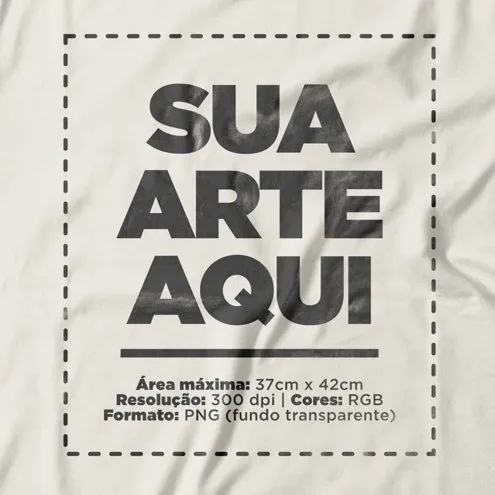 SUA
ARTE
AQUI
Área máxima: 37cm x 42cm
Resolução: 300 dpi | Cores: RGB
Formato: PNG (fundo transparente)